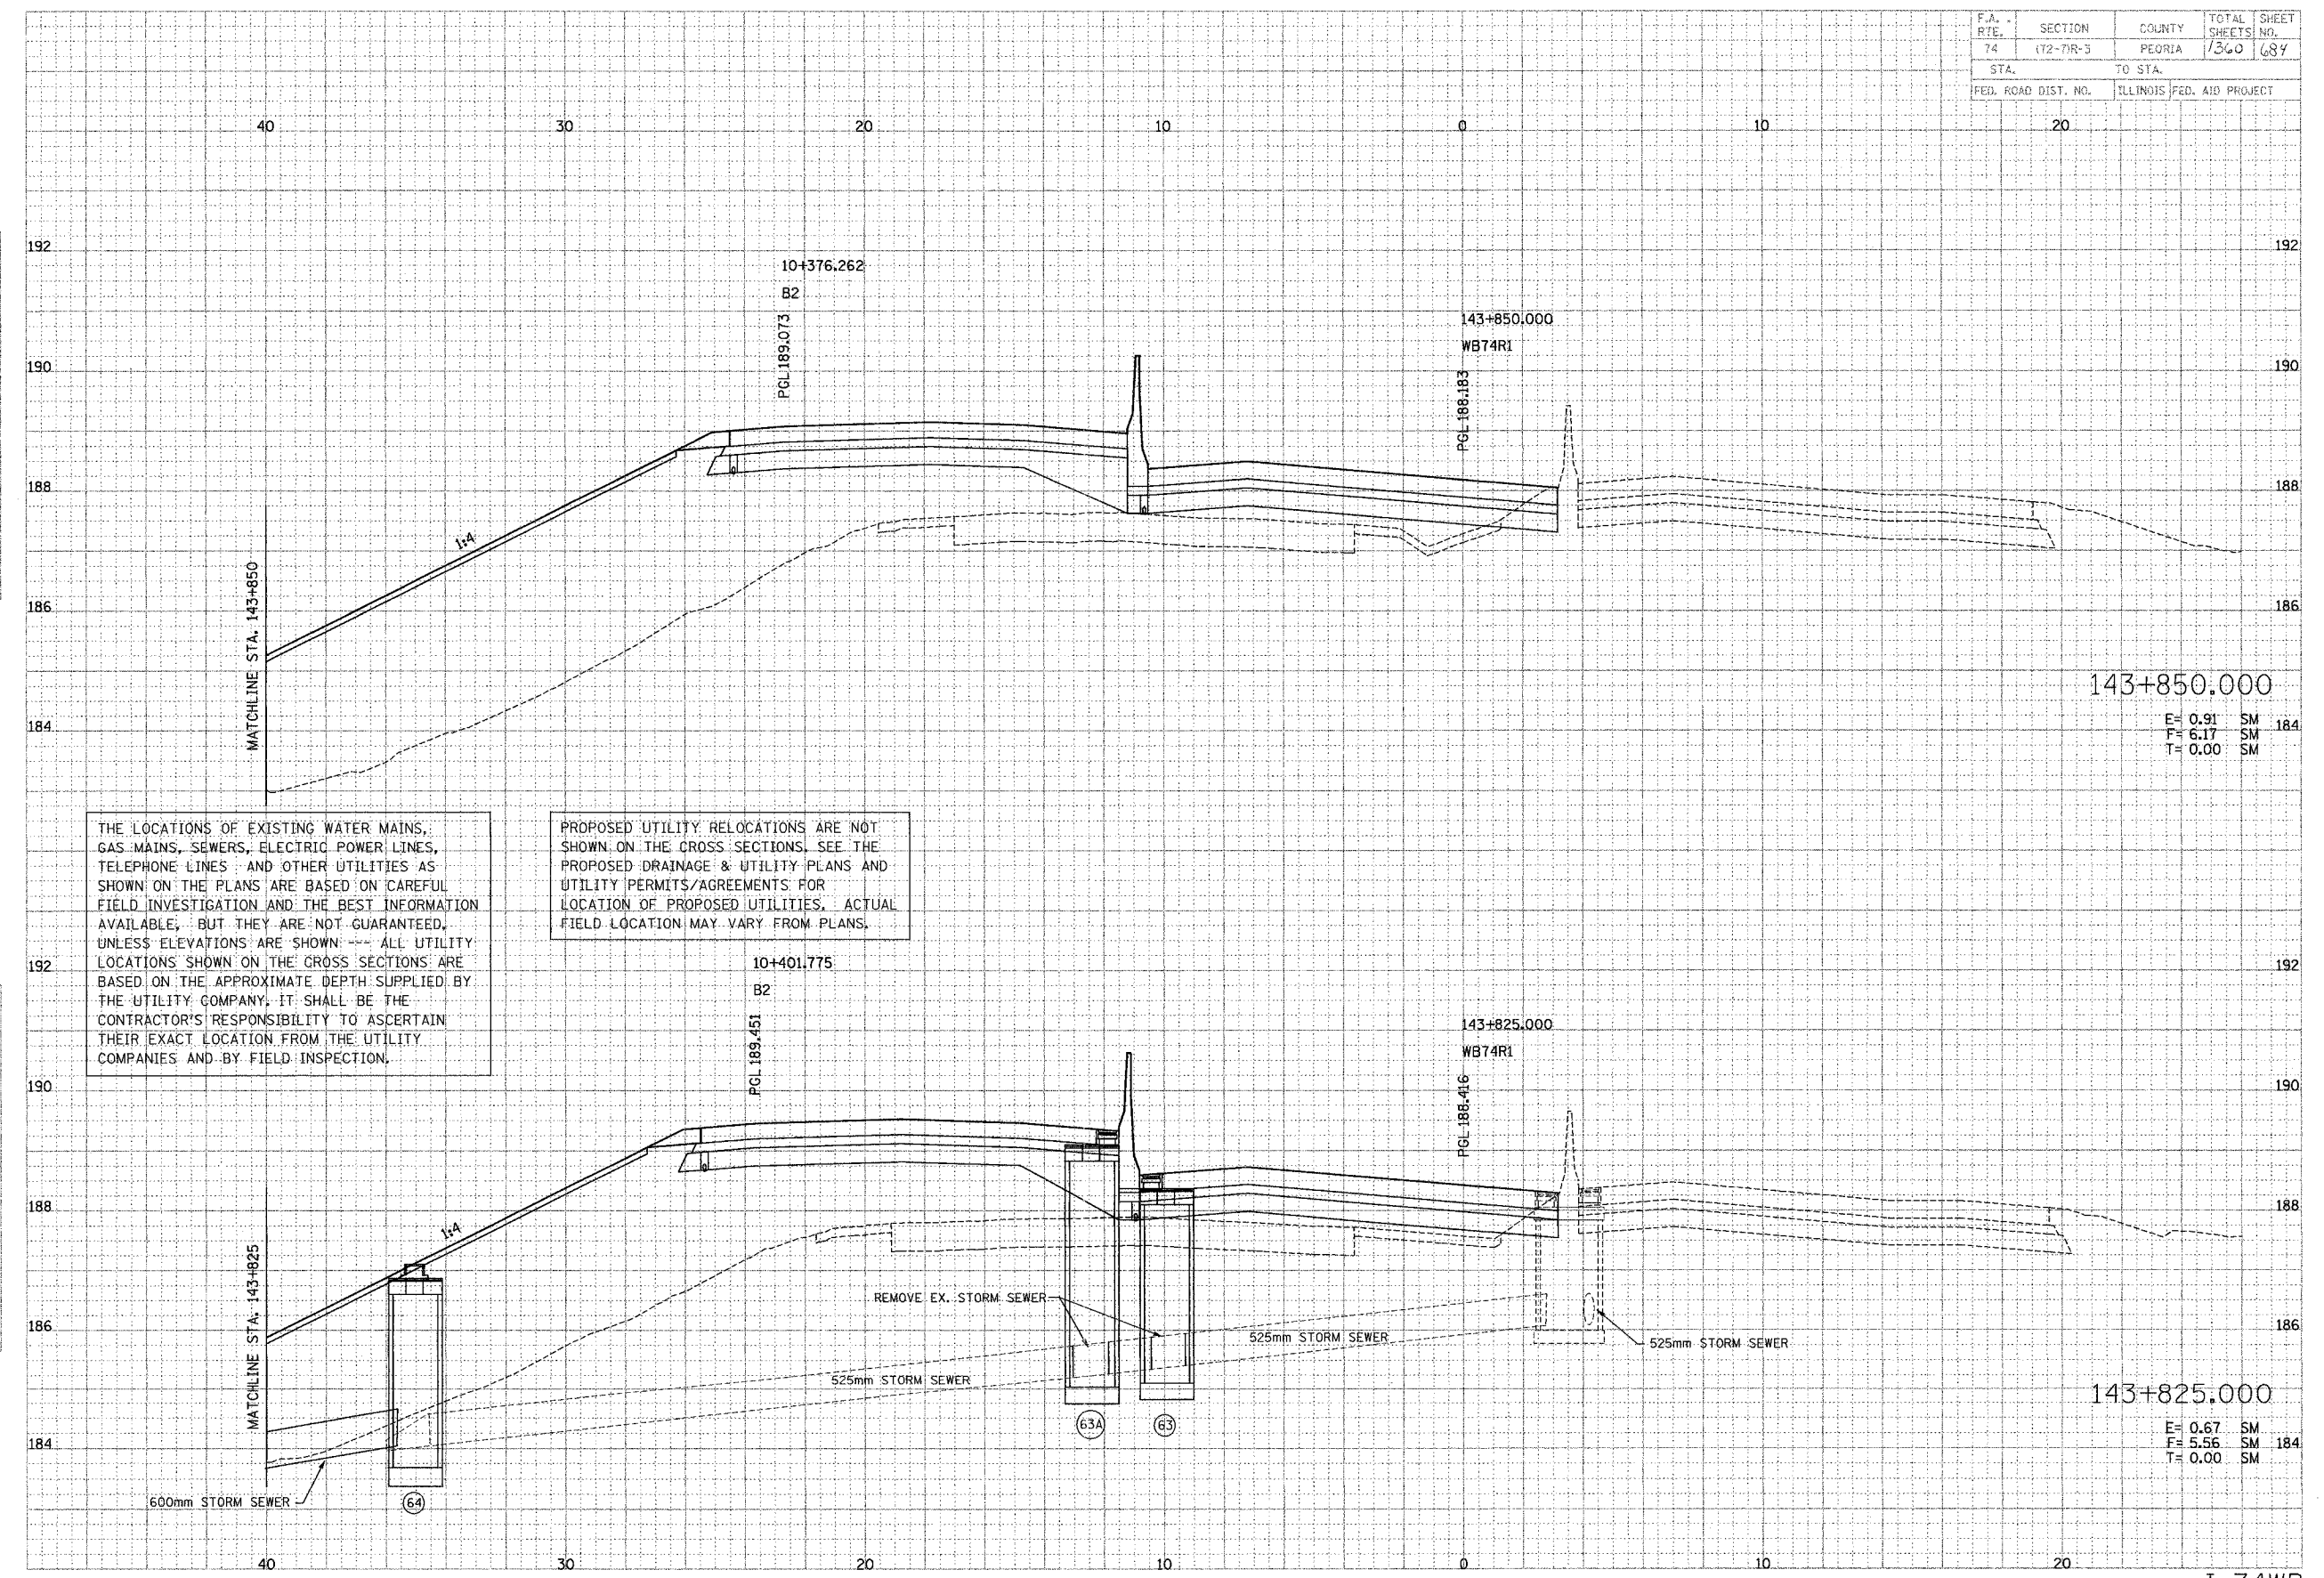 F.A. RTE. SECTION COUNTY TOTAL SHEETS SHEET NO.
74 (72-7)R-3 PEORIA 1360 684
STA. TO STA.
FED. ROAD DIST. NO. ILLINOIS FED. AID PROJECT
40 30 20 10 0 10 20
192 192
10+376.262
B2
PGL189.073
143+850.000
WB74R1
PGL188.183
190 190
188 188
1:4
186 186
MATCHLINE STA. 143+850
184 184
143+850.000
E= 0.91 SM
F= 6.17 SM
T= 0.00 SM
THE LOCATIONS OF EXISTING WATER MAINS,
GAS MAINS, SEWERS, ELECTRIC POWER LINES,
TELEPHONE LINES AND OTHER UTILITIES AS
SHOWN ON THE PLANS ARE BASED ON CAREFUL
FIELD INVESTIGATION AND THE BEST INFORMATION
AVAILABLE, BUT THEY ARE NOT GUARANTEED.
UNLESS ELEVATIONS ARE SHOWN --- ALL UTILITY
LOCATIONS SHOWN ON THE CROSS SECTIONS ARE
BASED ON THE APPROXIMATE DEPTH SUPPLIED BY
THE UTILITY COMPANY. IT SHALL BE THE
CONTRACTOR'S RESPONSIBILITY TO ASCERTAIN
THEIR EXACT LOCATION FROM THE UTILITY
COMPANIES AND BY FIELD INSPECTION.
PROPOSED UTILITY RELOCATIONS ARE NOT
SHOWN ON THE CROSS SECTIONS. SEE THE
PROPOSED DRAINAGE & UTILITY PLANS AND
UTILITY PERMITS/AGREEMENTS FOR
LOCATION OF PROPOSED UTILITIES. ACTUAL
FIELD LOCATION MAY VARY FROM PLANS.
192 192
10+401.775
B2
PGL189.451
143+825.000
WB74R1
PGL188.416
190 190
188 188
1:4
MATCHLINE STA. 143+825
REMOVE EX. STORM SEWER
186 186
525mm STORM SEWER
525mm STORM SEWER
525mm STORM SEWER
143+825.000
63A
63
184 184
E= 0.67 SM
F= 5.56 SM
T= 0.00 SM
600mm STORM SEWER
64
40 30 20 10 0 10 20